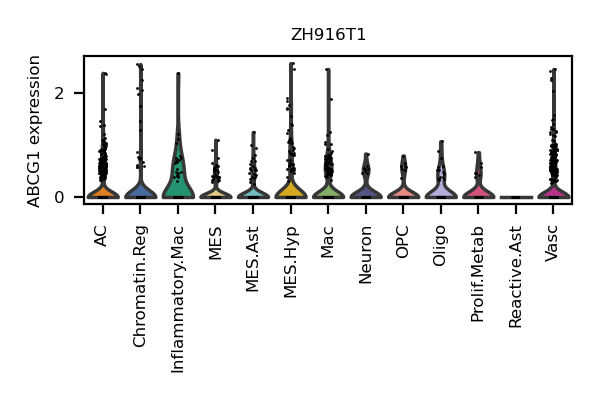 ZH916T1
ABCG1 expression
2
0
AC
Chromatin.Reg
Inflammatory.Mac
MES
MES.Ast
MES.Hyp
Mac
Neuron
OPC
Oligo
Prolif.Metab
Reactive.Ast
Vasc